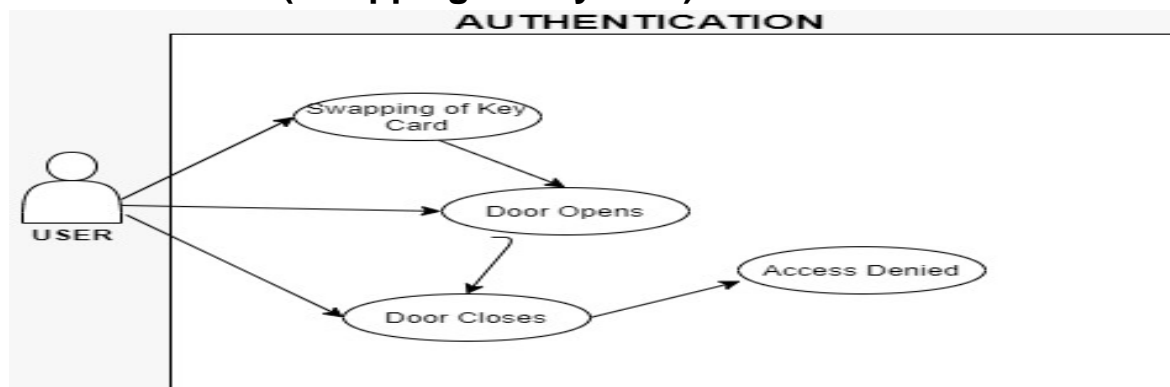 AUTHENTICATION
Swapping of Key
Card
Door Opens
USER
Access Denied
Door Closes